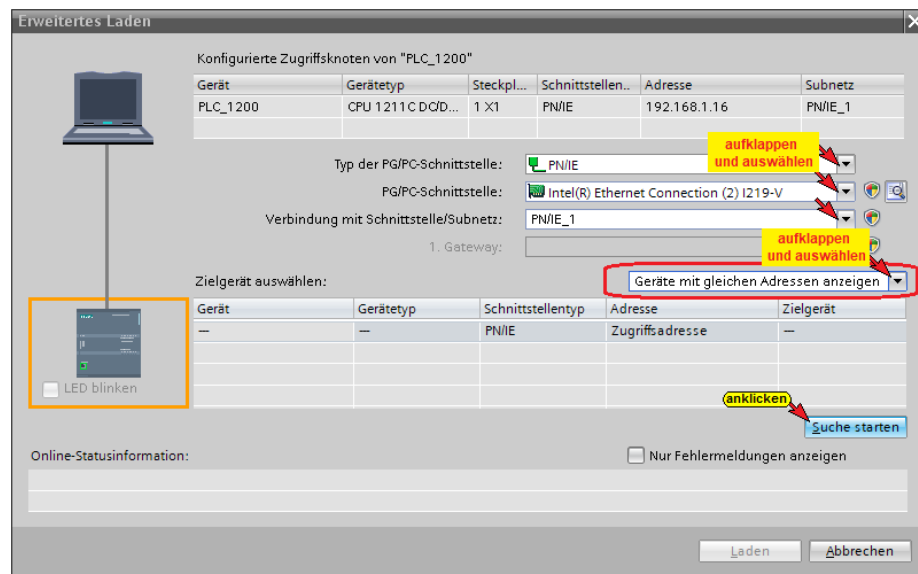 Erweitertes Laden
Konfigurierte Zugriffsknoten von "PLC_1200"
Gerät Gerätetyp Steckpl... Schnittstellen.. Adresse Subnetz
PLC_1200 CPU 1211C DC/D... 1 X1 PN/IE 192.168.1.16 PN/IE_1
aufklappen
und auswählen
Typ der PG/PC-Schnittstelle: PN/IE
PG/PC-Schnittstelle: Intel(R) Ethernet Connection (2) I219-V
Verbindung mit Schnittstelle/Subnetz: PN/IE_1
1. Gateway:
aufklappen
und auswählen
Zielgerät auswählen: Geräte mit gleichen Adressen anzeigen
Gerät Gerätetyp Schnittstellentyp Adresse Zielgerät
— — PN/IE Zugriffsadresse —
LED blinken
anklicken
Suche starten
Online-Statusinformation: Nur Fehlermeldungen anzeigen
Laden Abbrechen